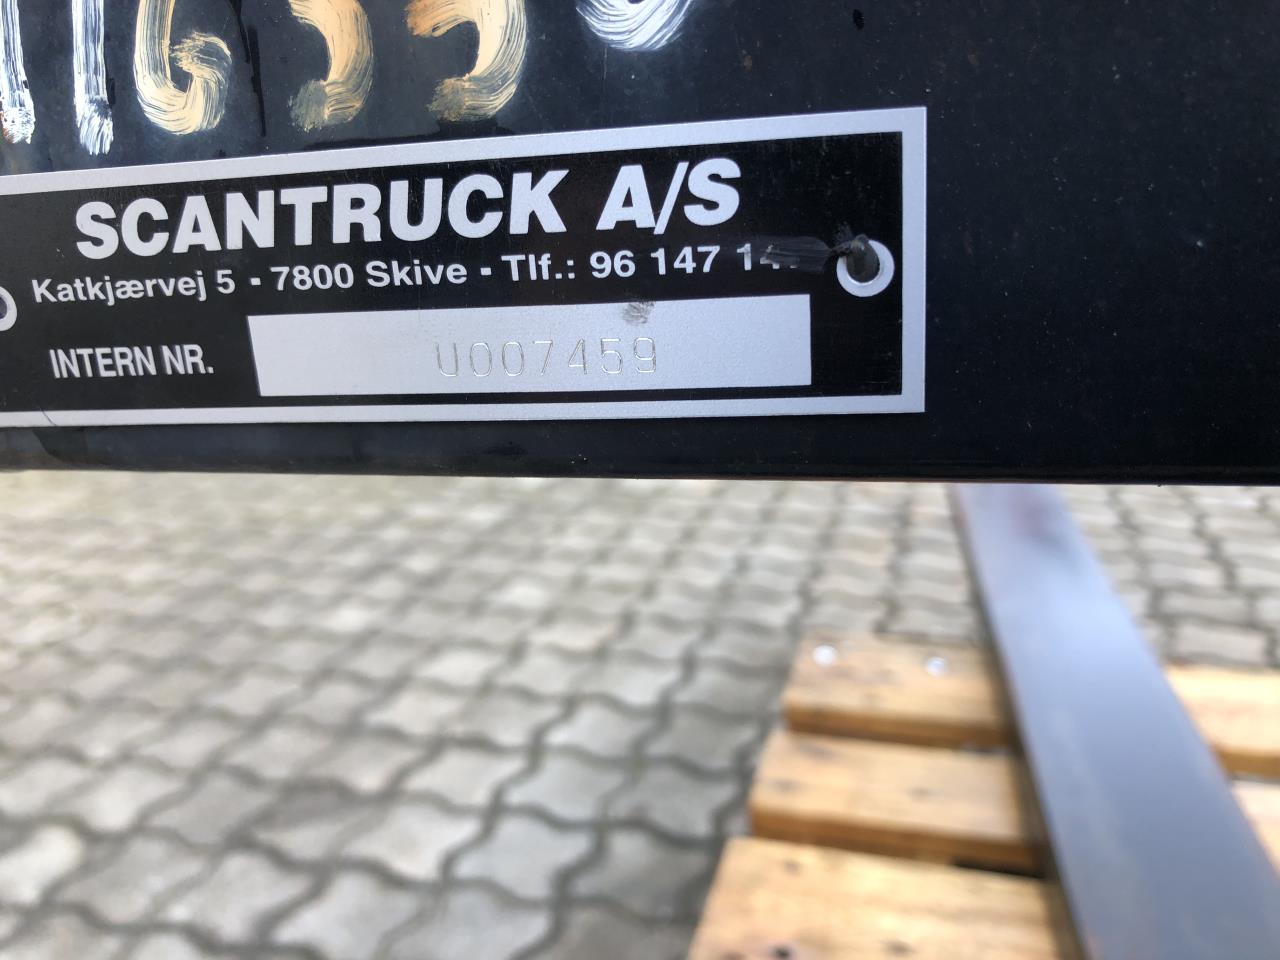 SCANTRUCK A/S
Katkjærvej 5 - 7800 Skive - Tlf.: 96 147
INTERN NR. U007459